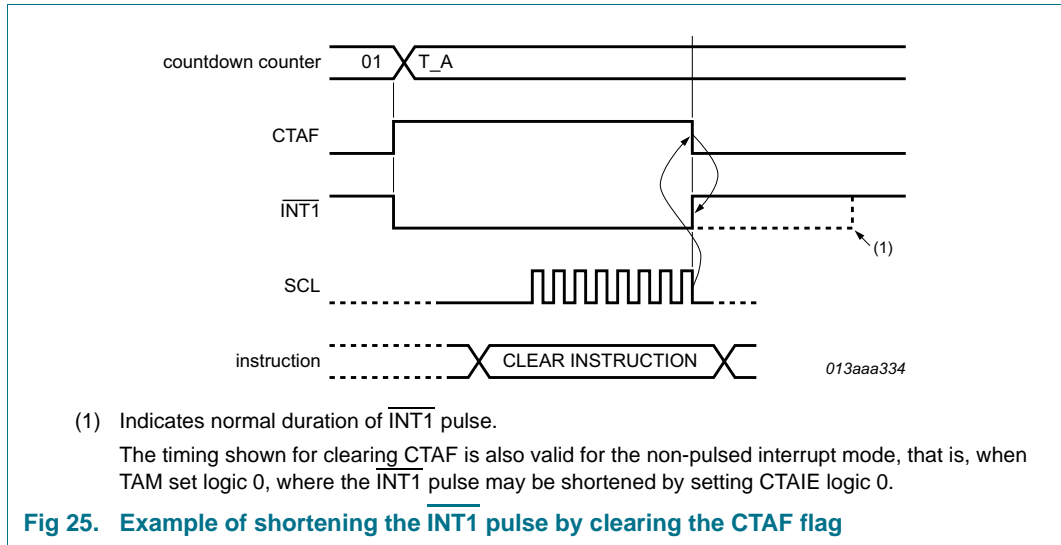 countdown counter 01 T_A
CTAF
INT1
(1)
SCL
instruction CLEAR INSTRUCTION
013aaa334
(1) Indicates normal duration of INT1 pulse.
The timing shown for clearing CTAF is also valid for the non-pulsed interrupt mode, that is, when
TAM set logic 0, where the INT1 pulse may be shortened by setting CTAIE logic 0.
Fig 25. Example of shortening the INT1 pulse by clearing the CTAF flag